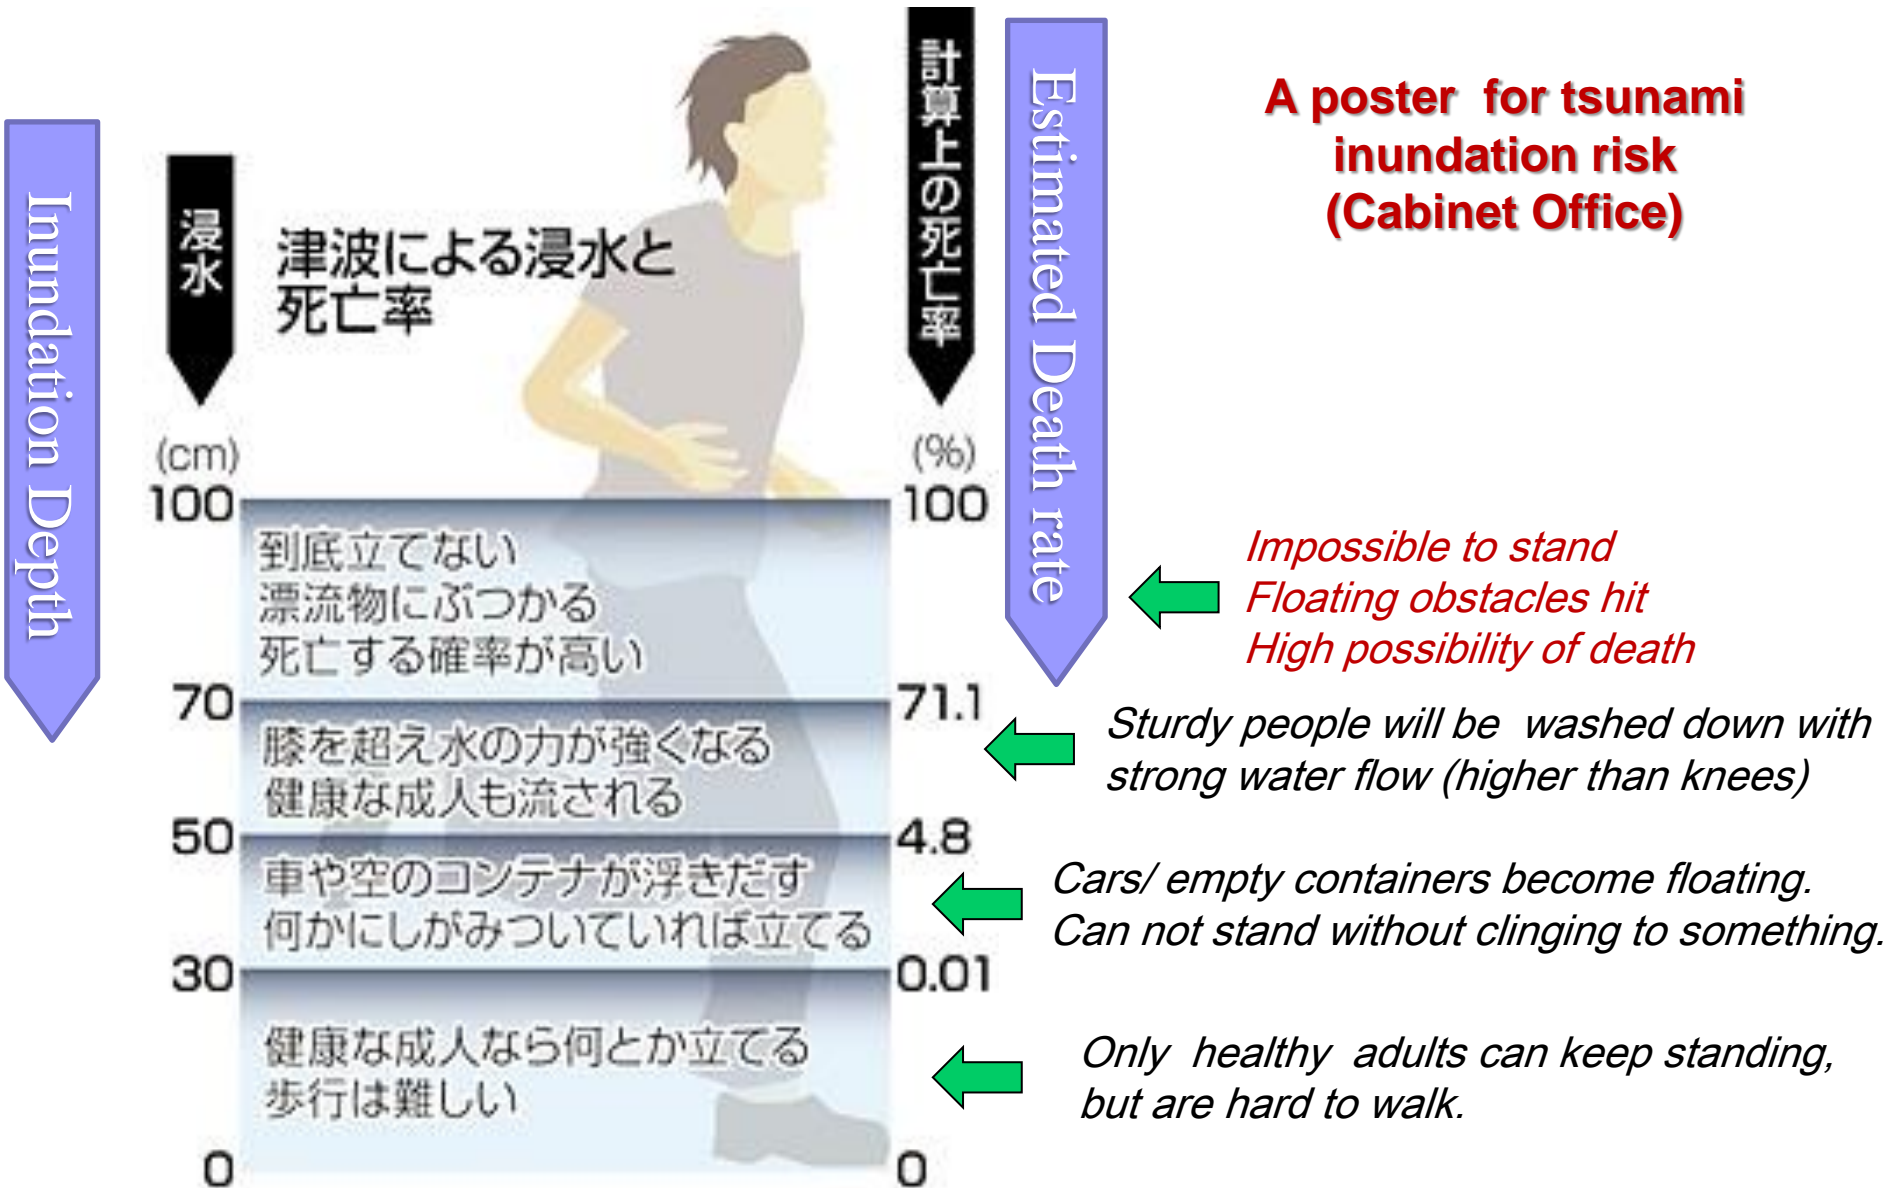 Inundation Depth
浸水
津波による浸水と
死亡率
計算上の死亡率
Estimated Death rate
A poster for tsunami
inundation risk
(Cabinet Office)
(cm)
(%)
100
100
到底立てない
漂流物にぶつかる
死亡する確率が高い
Impossible to stand
Floating obstacles hit
High possibility of death
70
71.1
膝を超え水の力が強くなる
健康な成人も流される
Sturdy people will be washed down with
strong water flow (higher than knees)
50
4.8
車や空のコンテナが浮きだす
何かにしがみついていれば立てる
Cars/ empty containers become floating.
Can not stand without clinging to something.
30
0.01
健康な成人なら何とか立てる
歩行は難しい
Only healthy adults can keep standing,
but are hard to walk.
0
0